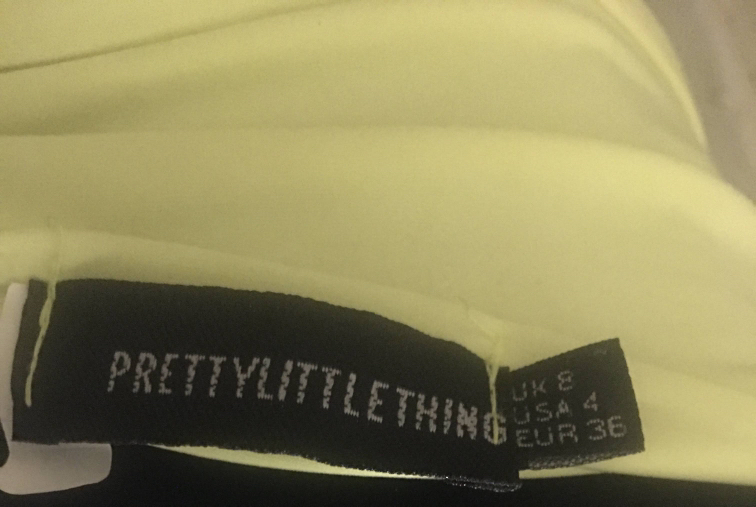 PRETTYLITTLETHING
UK 8
USA 4
EUR 36